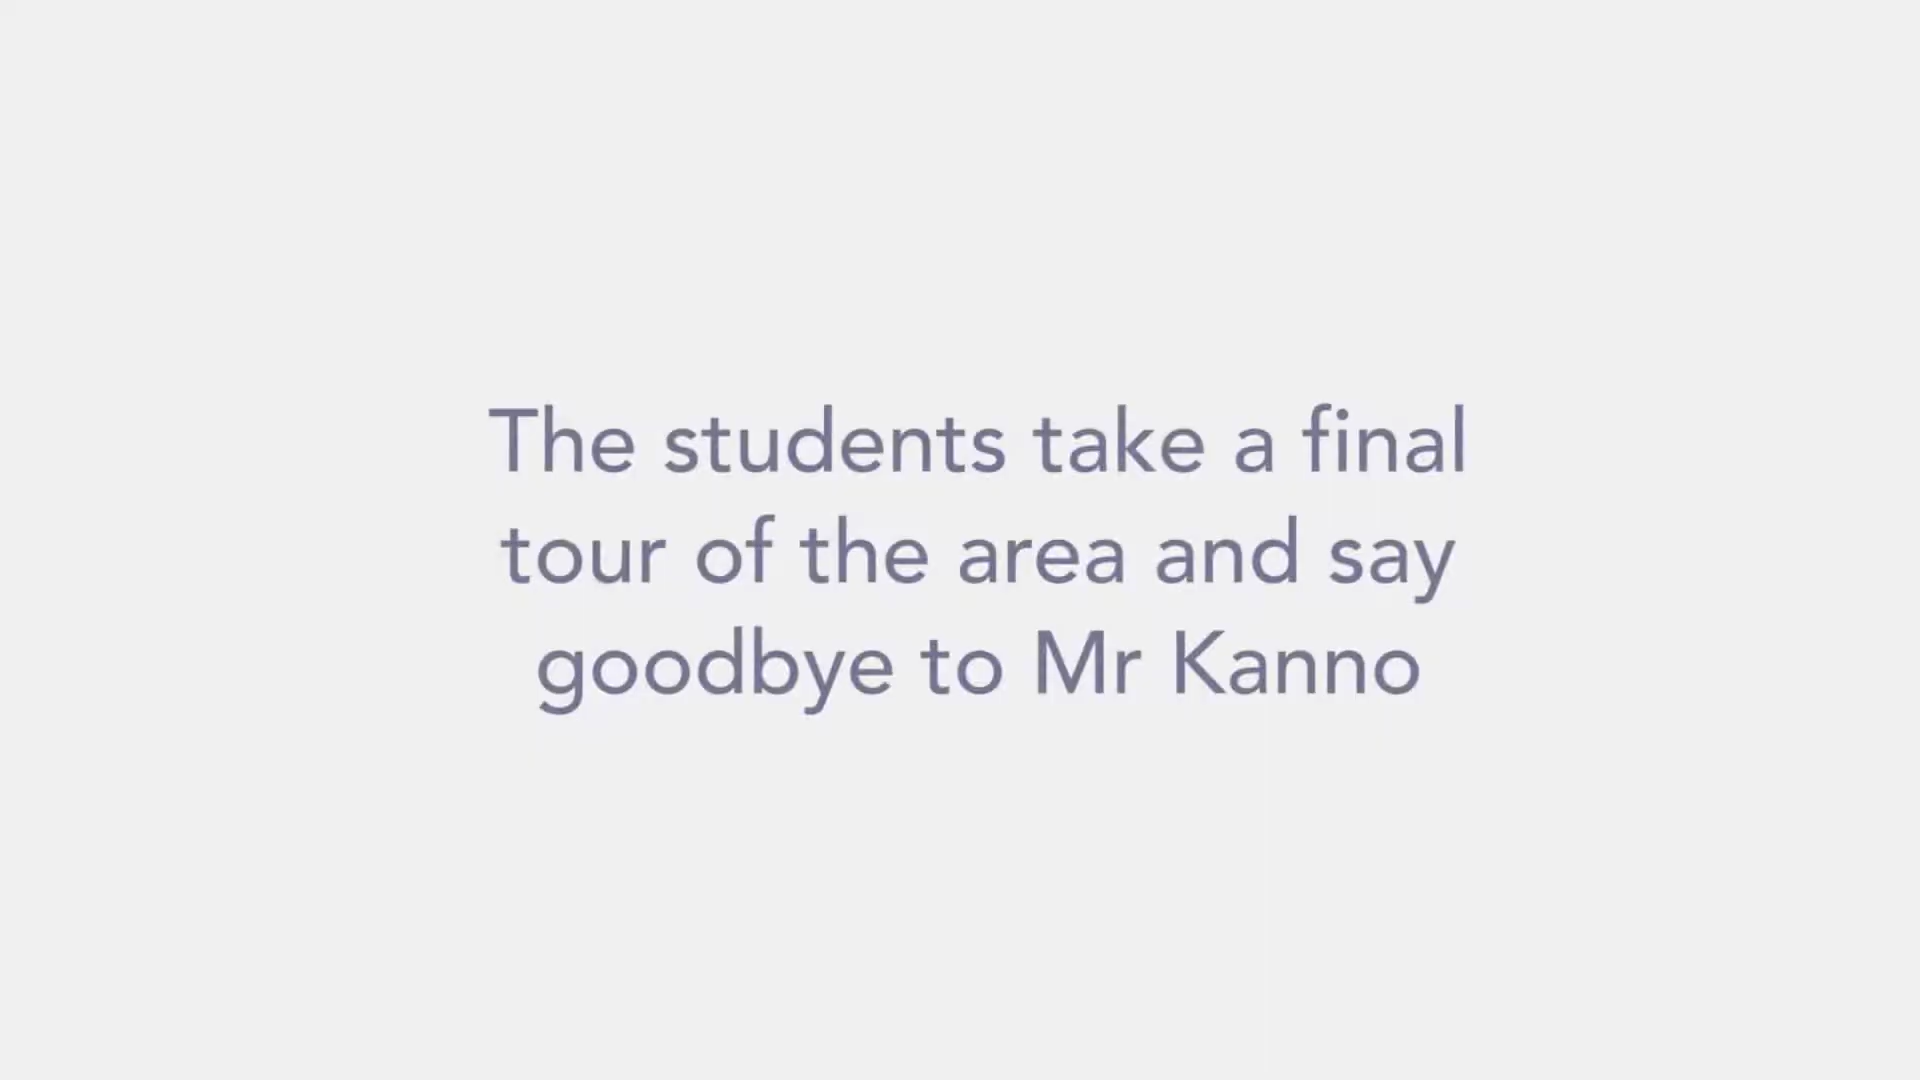 The students take a final
tour of the area and say
goodbye to Mr Kanno